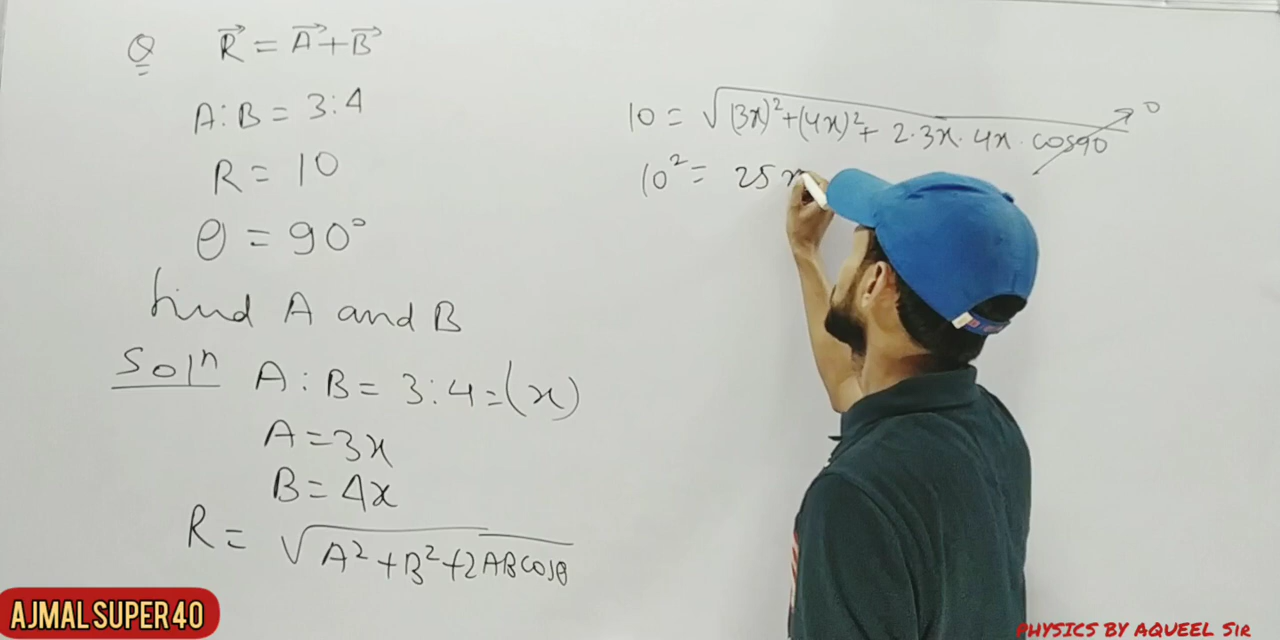 Q R⃗ = A⃗ + B⃗
A : B = 3 : 4
R = 10
θ = 90°
find A and B
Solⁿ A : B = 3 : 4 = (x)
A = 3x
B = 4x
R = √(A² + B² + 2ABcosθ)
10 = √((3x)² + (4x)² + 2·3x·4x·cos90) 0
10² = 25x
AJMAL SUPER 40
PHYSICS BY AQUEEL Sir